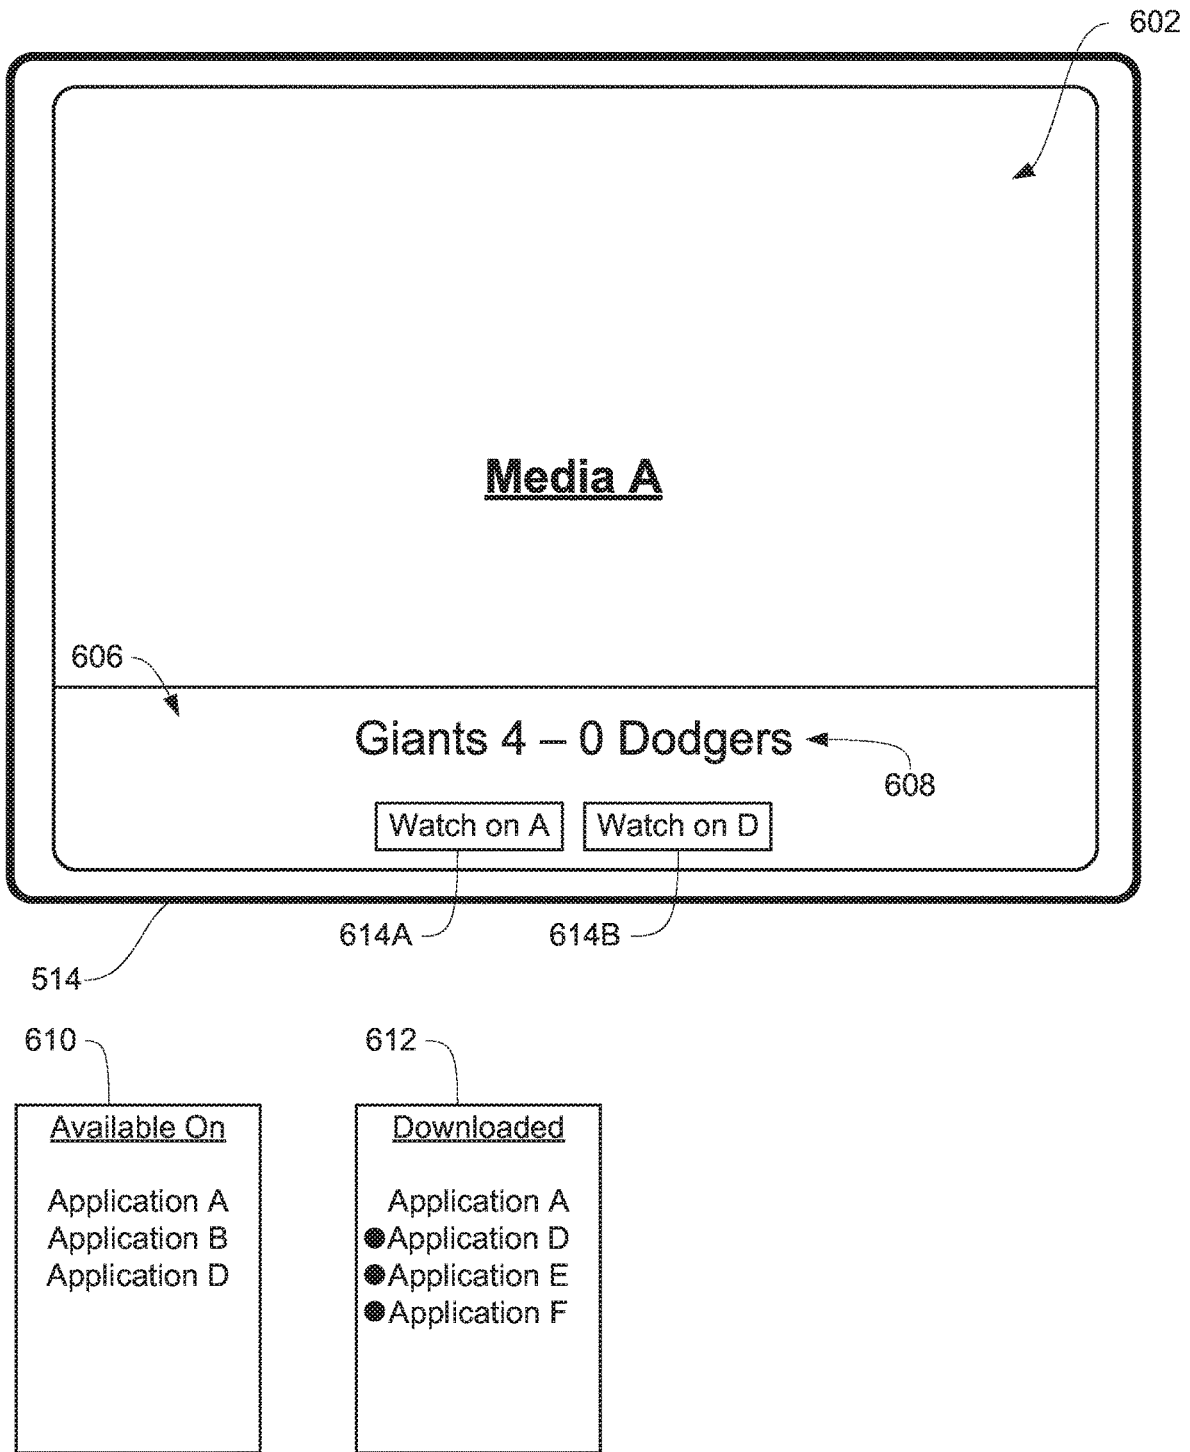 602
Media A
606
Giants 4 – 0 Dodgers
608
Watch on A
Watch on D
614A
614B
514
610
612
Available On
Application A
Application B
Application D
Downloaded
Application A
●Application D
●Application E
●Application F